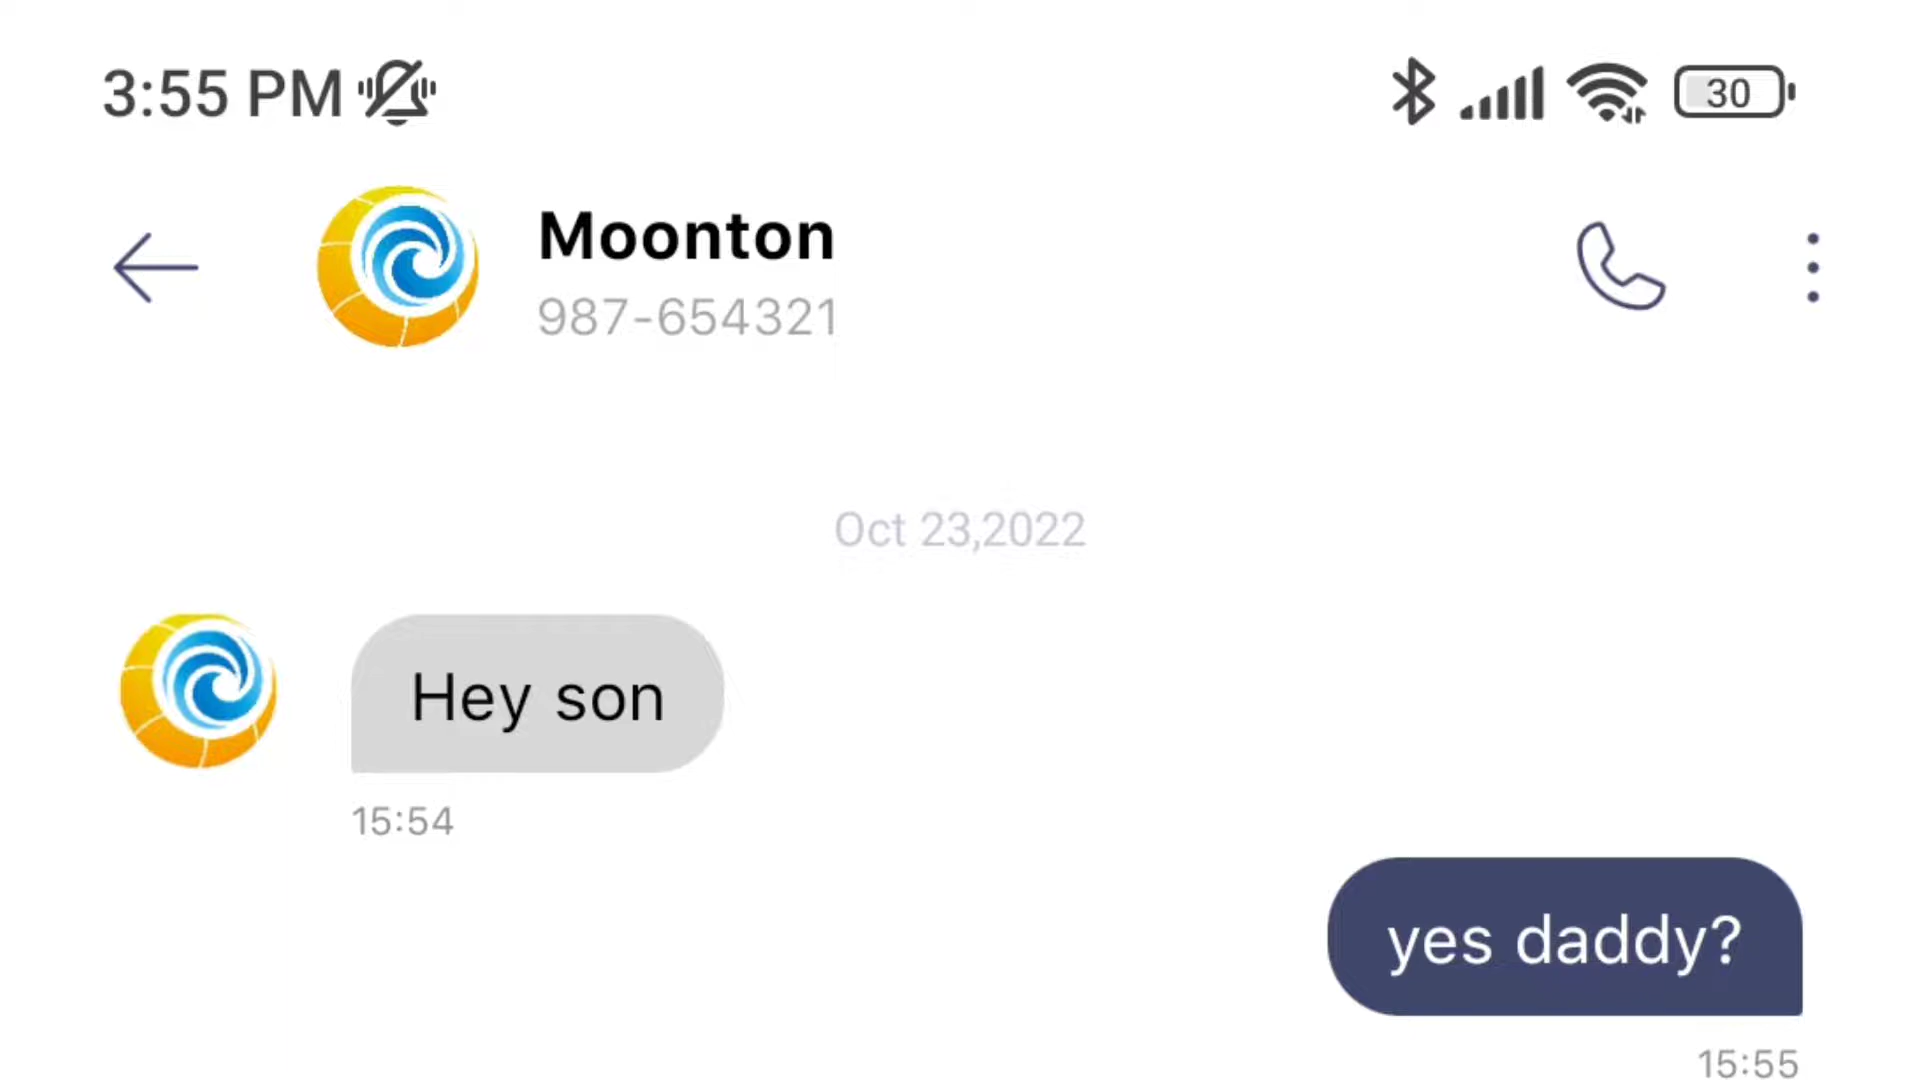 3:55 PM
30
Moonton
987-654321
Oct 23,2022
Hey son
15:54
yes daddy?
15:55